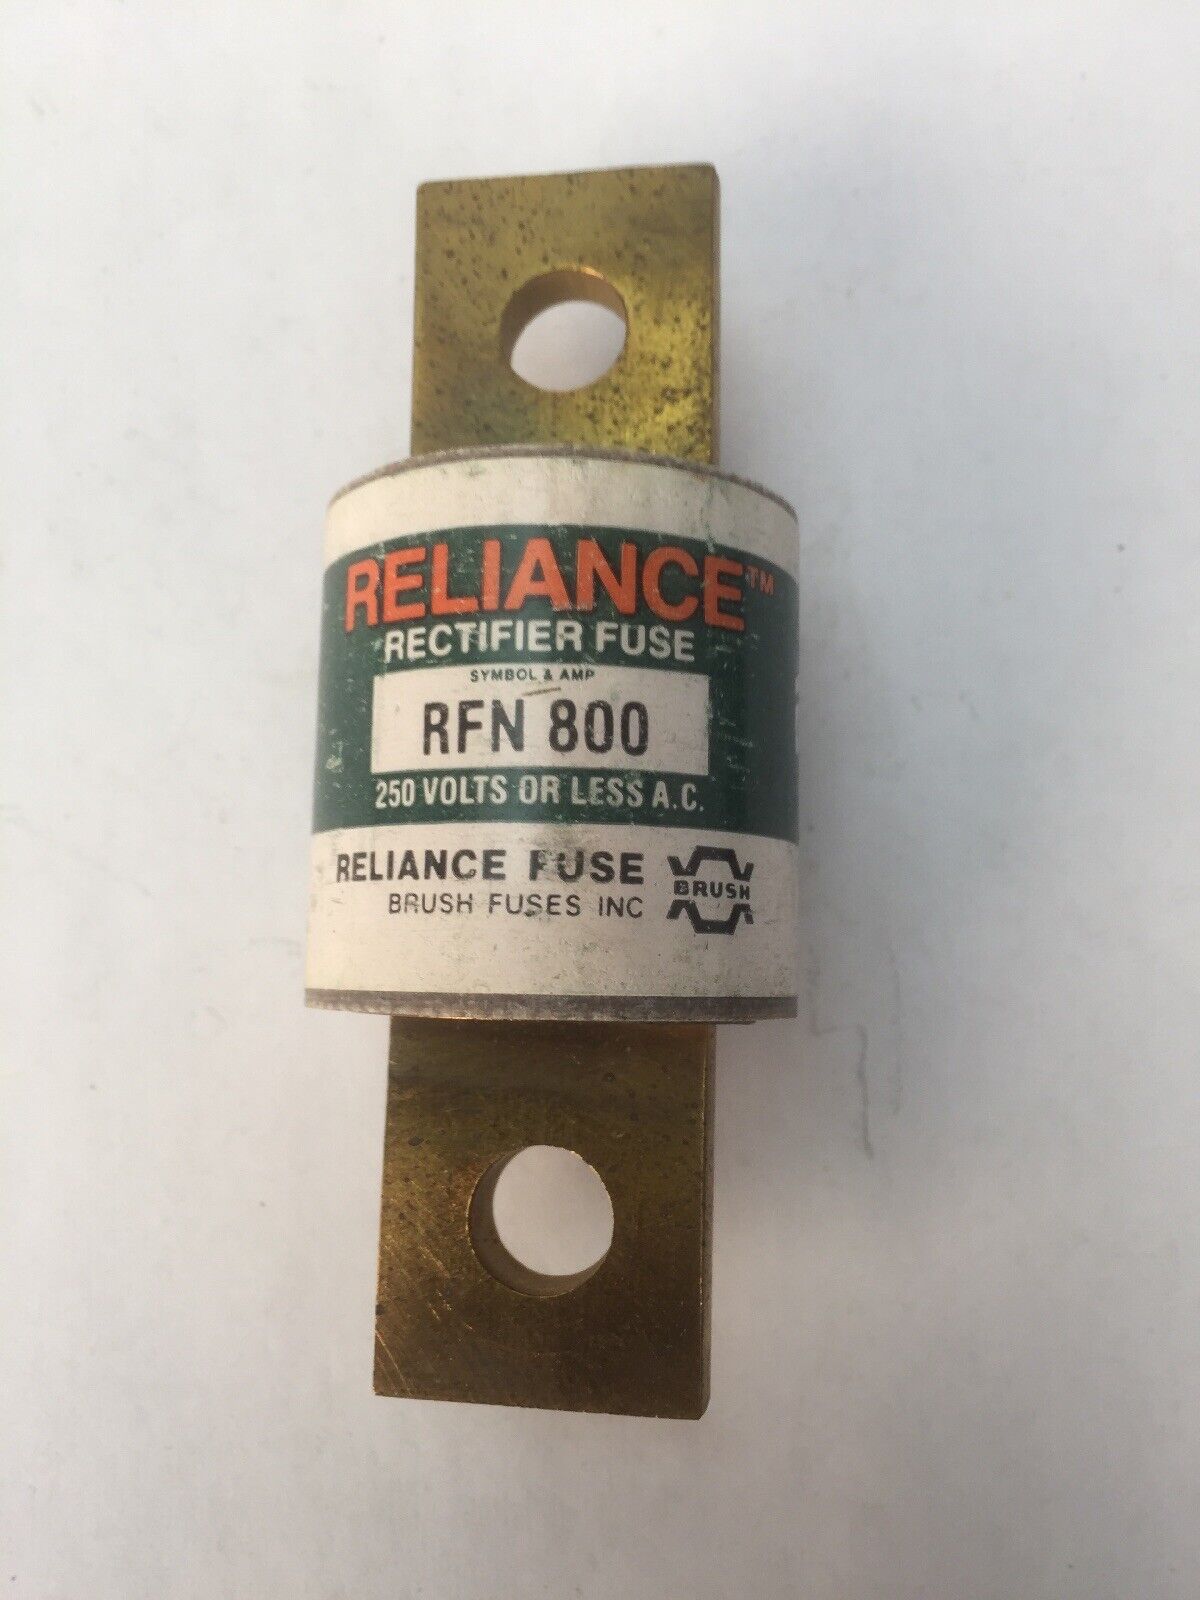 RELIANCE™
RECTIFIER FUSE
SYMBOL & AMP
RFN 800
250 VOLTS OR LESS A.C.
RELIANCE FUSE
BRUSH FUSES INC
BRUSH